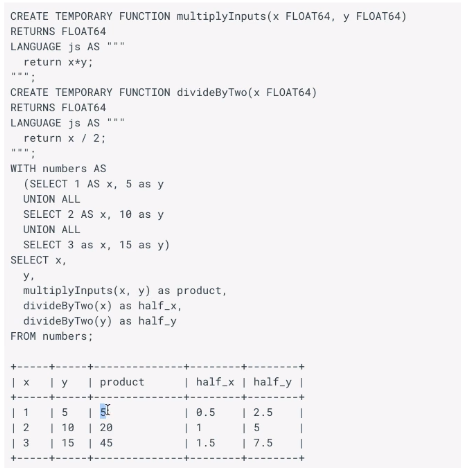 CREATE TEMPORARY FUNCTION multiplyInputs(x FLOAT64, y FLOAT64)
RETURNS FLOAT64
LANGUAGE js AS """
  return x*y;
""";
CREATE TEMPORARY FUNCTION divideByTwo(x FLOAT64)
RETURNS FLOAT64
LANGUAGE js AS """
  return x / 2;
""";
WITH numbers AS
  (SELECT 1 AS x, 5 as y
  UNION ALL
  SELECT 2 AS x, 10 as y
  UNION ALL
  SELECT 3 as x, 15 as y)
SELECT x,
  y,
  multiplyInputs(x, y) as product,
  divideByTwo(x) as half_x,
  divideByTwo(y) as half_y
FROM numbers;

+-----+-----+--------------+--------+--------+
| x   | y   | product      | half_x | half_y |
+-----+-----+--------------+--------+--------+
| 1   | 5   | 5            | 0.5    | 2.5    |
| 2   | 10  | 20           | 1      | 5      |
| 3   | 15  | 45           | 1.5    | 7.5    |
+-----+-----+--------------+--------+--------+